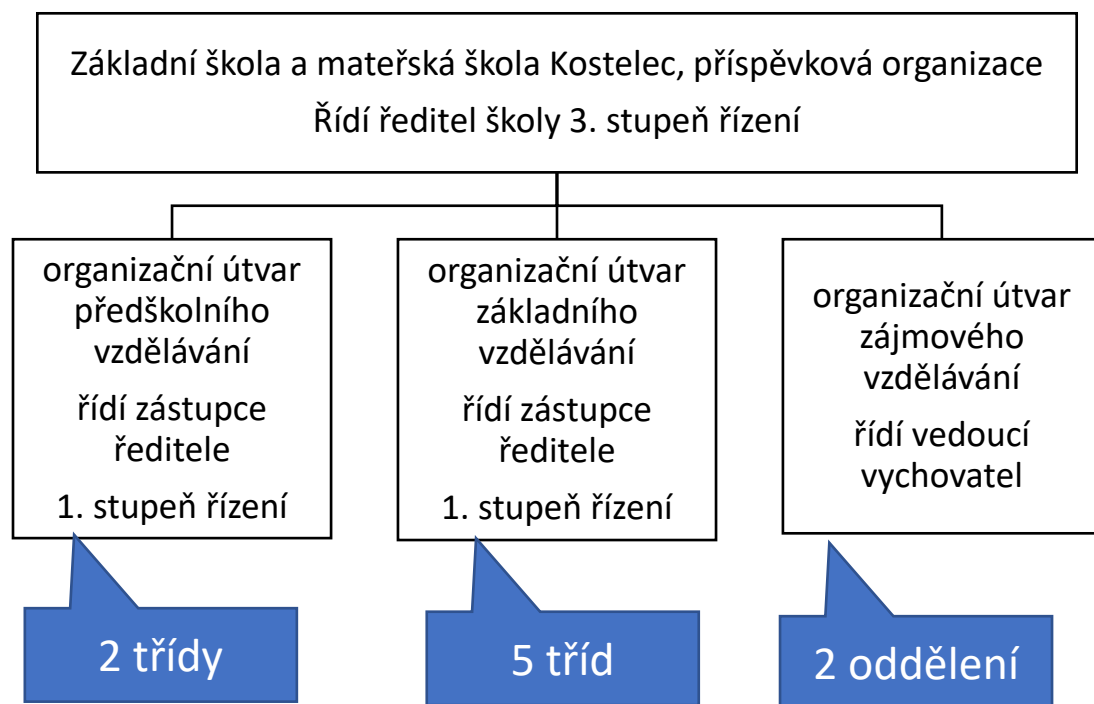 Základní škola a mateřská škola Kostelec, příspěvková organizace
Řídí ředitel školy 3. stupeň řízení
organizační útvar
předškolního
vzdělávání
řídí zástupce
ředitele
1. stupeň řízení
organizační útvar
základního
vzdělávání
řídí zástupce
ředitele
1. stupeň řízení
organizační útvar
zájmového
vzdělávání
řídí vedoucí
vychovatel
2 třídy
5 tříd
2 oddělení